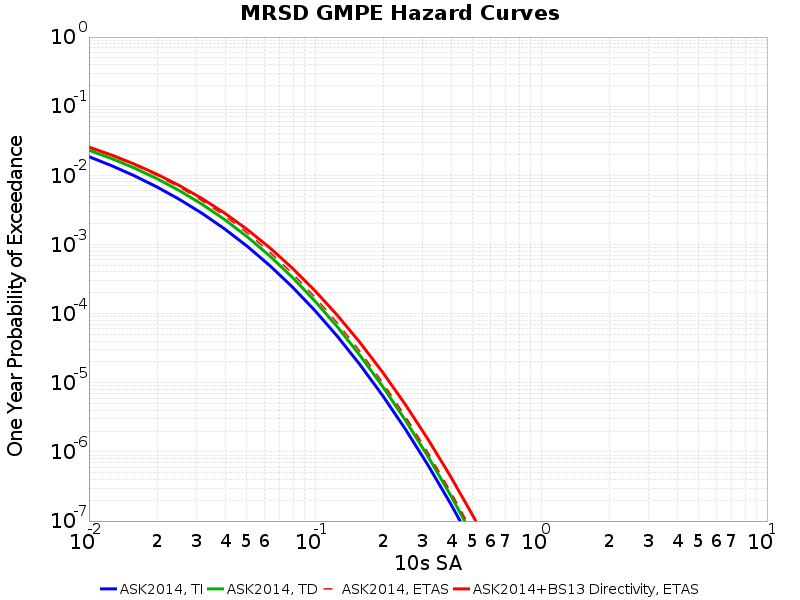 MRSD GMPE Hazard Curves
One Year Probability of Exceedance
10^0
10^-1
10^-2
10^-3
10^-4
10^-5
10^-6
10^-7
10^-2 2 3 4 5 6 10^-1 2 3 4 5 6 7 10^0 2 3 4 5 6 7 10^1
10s SA
ASK2014, TI ASK2014, TD ASK2014, ETAS ASK2014+BS13 Directivity, ETAS